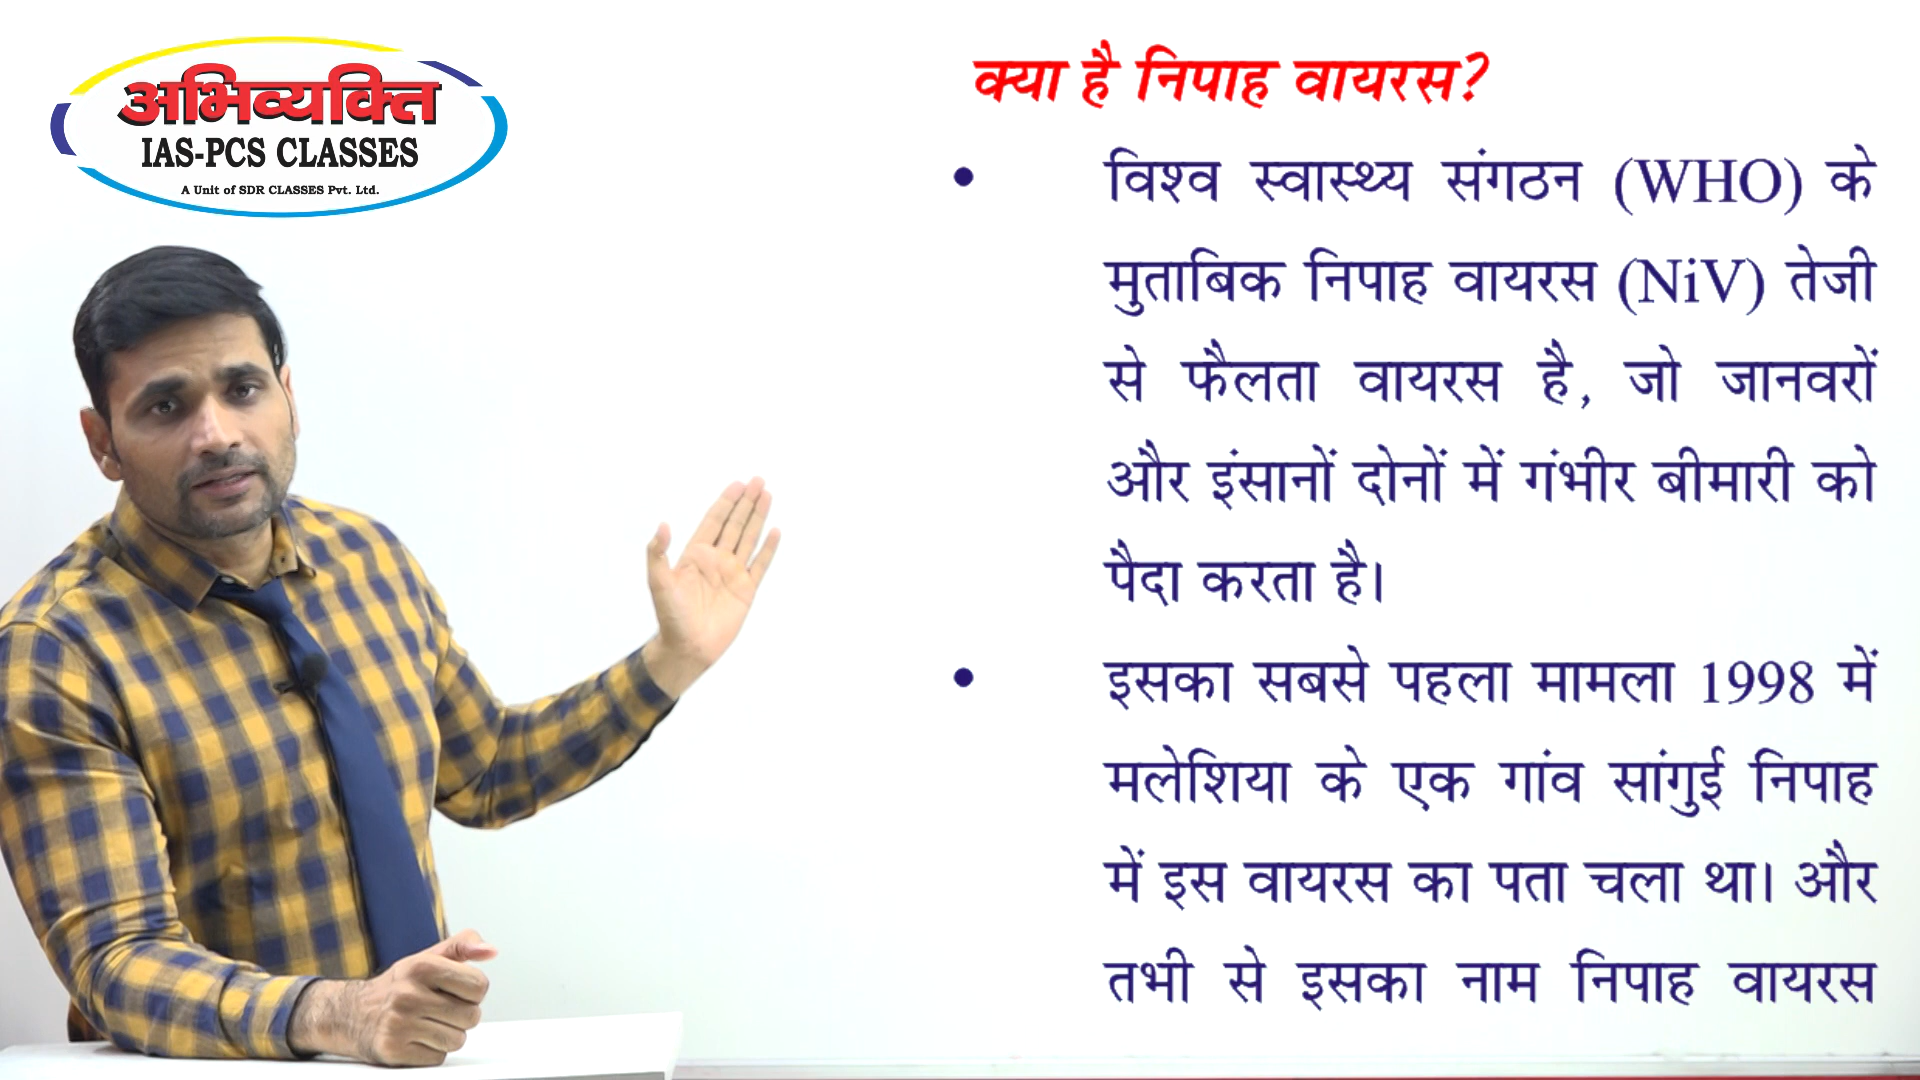 अभिव्यक्ति
IAS-PCS CLASSES
A Unit of SDR CLASSES Pvt. Ltd.
क्या है निपाह वायरस?
• विश्व स्वास्थ्य संगठन (WHO) के
मुताबिक निपाह वायरस (NiV) तेजी
से फैलता वायरस है, जो जानवरों
और इंसानों दोनों में गंभीर बीमारी को
पैदा करता है।
• इसका सबसे पहला मामला 1998 में
मलेशिया के एक गांव सांगुई निपाह
में इस वायरस का पता चला था। और
तभी से इसका नाम निपाह वायरस